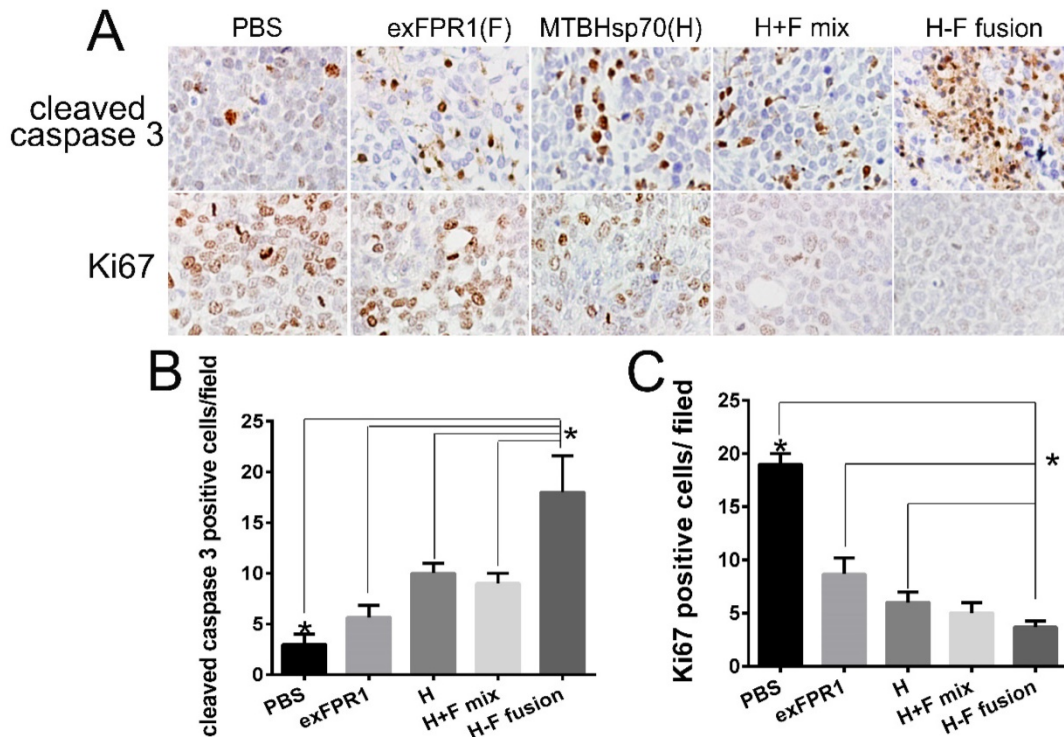 A
PBS
exFPR1(F)
MTBHsp70(H)
H+F mix
H-F fusion
cleaved
caspase 3
Ki67
B
cleaved caspase 3 positive cells/field
25
20
15
10
5
0
*
*
PBS
exFPR1
H
H+F mix
H-F fusion
C
Ki67 positive cells/ filed
25
20
15
10
5
0
*
*
PBS
exFPR1
H
H+F mix
H-F fusion